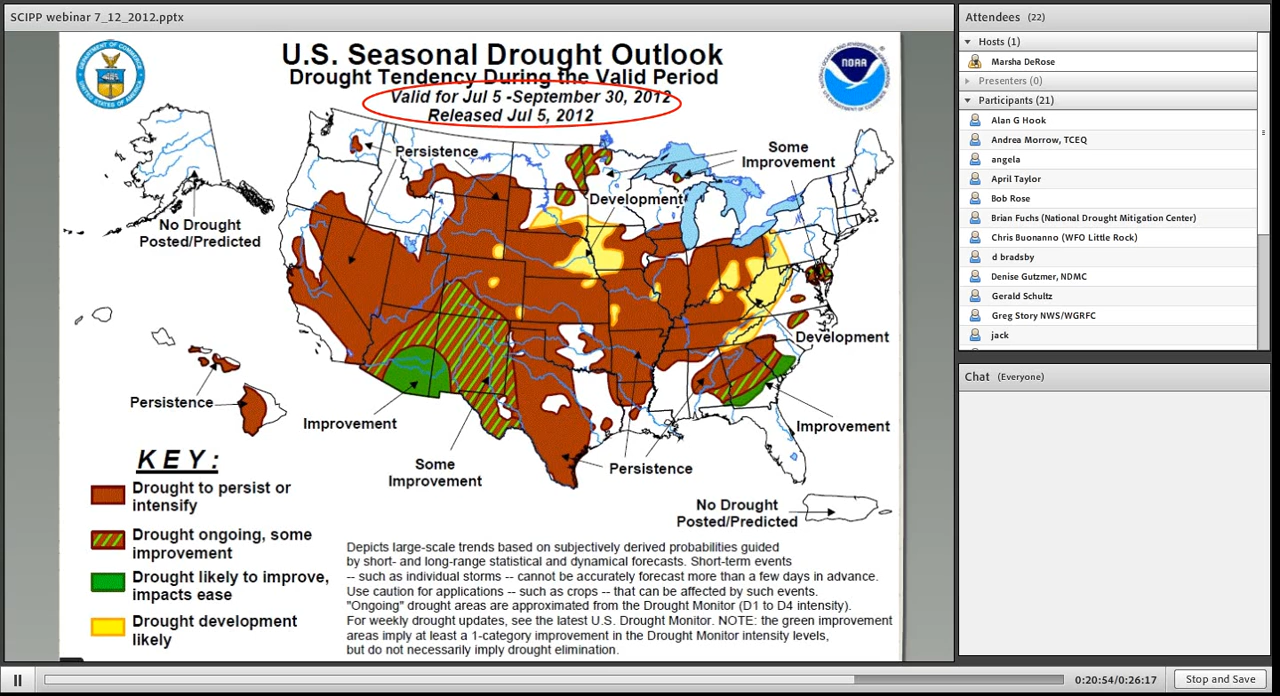 SCIPP webinar 7_12_2012.pptx
U.S. Seasonal Drought Outlook
Drought Tendency During the Valid Period
Valid for Jul 5 -September 30, 2012
Released Jul 5, 2012
DEPARTMENT OF COMMERCE
UNITED STATES OF AMERICA
NOAA
Persistence
Some
Improvement
Development
No Drought
Posted/Predicted
Development
Persistence
Improvement
Improvement
Some
Improvement
Persistence
No Drought
Posted/Predicted
KEY:
Drought to persist or
intensify
Drought ongoing, some
improvement
Drought likely to improve,
impacts ease
Drought development
likely
Depicts large-scale trends based on subjectively derived probabilities guided
by short- and long-range statistical and dynamical forecasts. Short-term events
-- such as individual storms -- cannot be accurately forecast more than a few days in advance.
Use caution for applications -- such as crops -- that can be affected by such events.
"Ongoing" drought areas are approximated from the Drought Monitor (D1 to D4 intensity).
For weekly drought updates, see the latest U.S. Drought Monitor. NOTE: the green improvement
areas imply at least a 1-category improvement in the Drought Monitor intensity levels,
but do not necessarily imply drought elimination.
Attendees (22)
Hosts (1)
Marsha DeRose
Presenters (0)
Participants (21)
Alan G Hook
Andrea Morrow, TCEQ
angela
April Taylor
Bob Rose
Brian Fuchs (National Drought Mitigation Center)
Chris Buonanno (WFO Little Rock)
d bradsby
Denise Gutzmer, NDMC
Gerald Schultz
Greg Story NWS/WGRFC
jack
Chat (Everyone)
0:20:54/0:26:17
Stop and Save